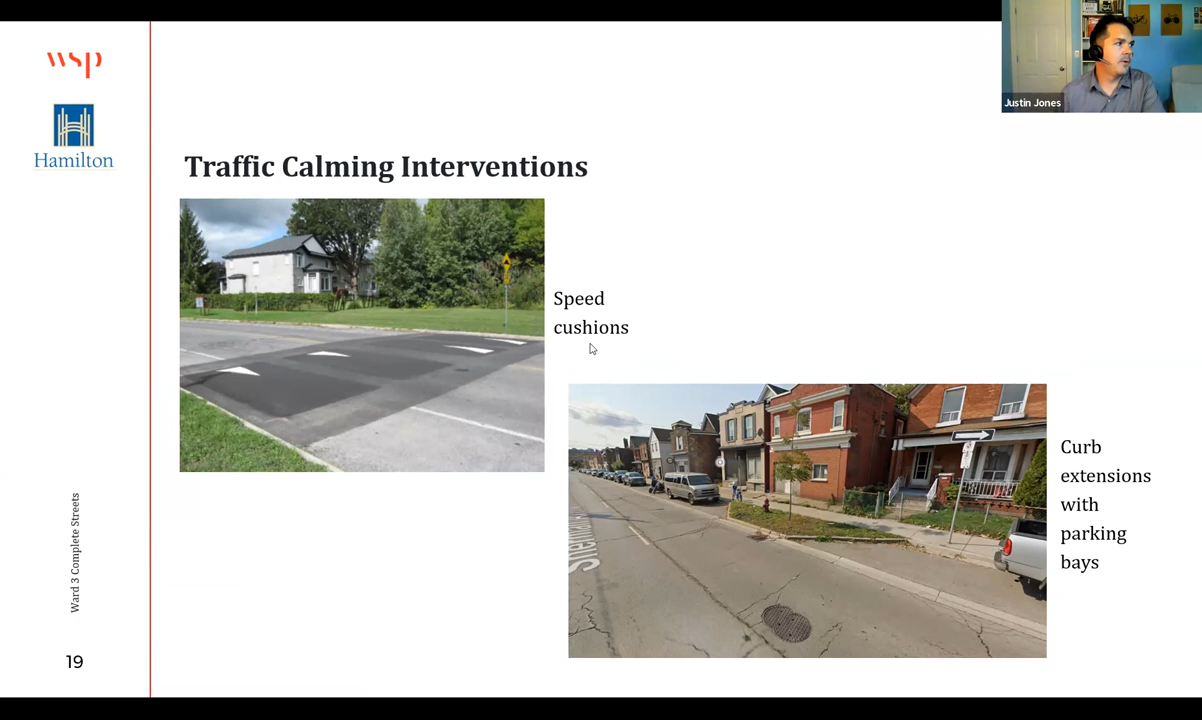 wsp
Hamilton
Justin Jones
Traffic Calming Interventions
Speed
cushions
Curb
extensions
with
parking
bays
Ward 3 Complete Streets
19